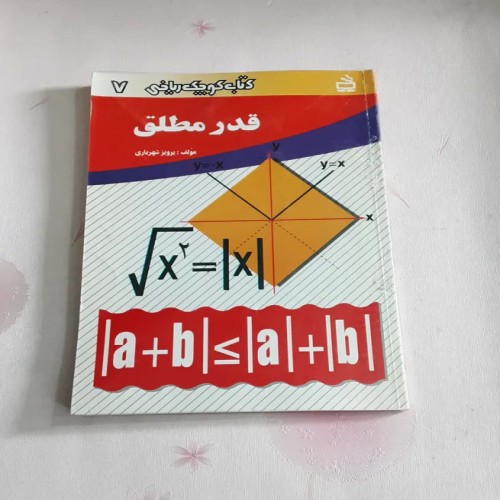 کتاب کوچک ریاضی ۷
قدر مطلق
مولف : پرویز شهریاری
y
y=-x y=x
x
√x۲=|x|
|a+b|≤|a|+|b|